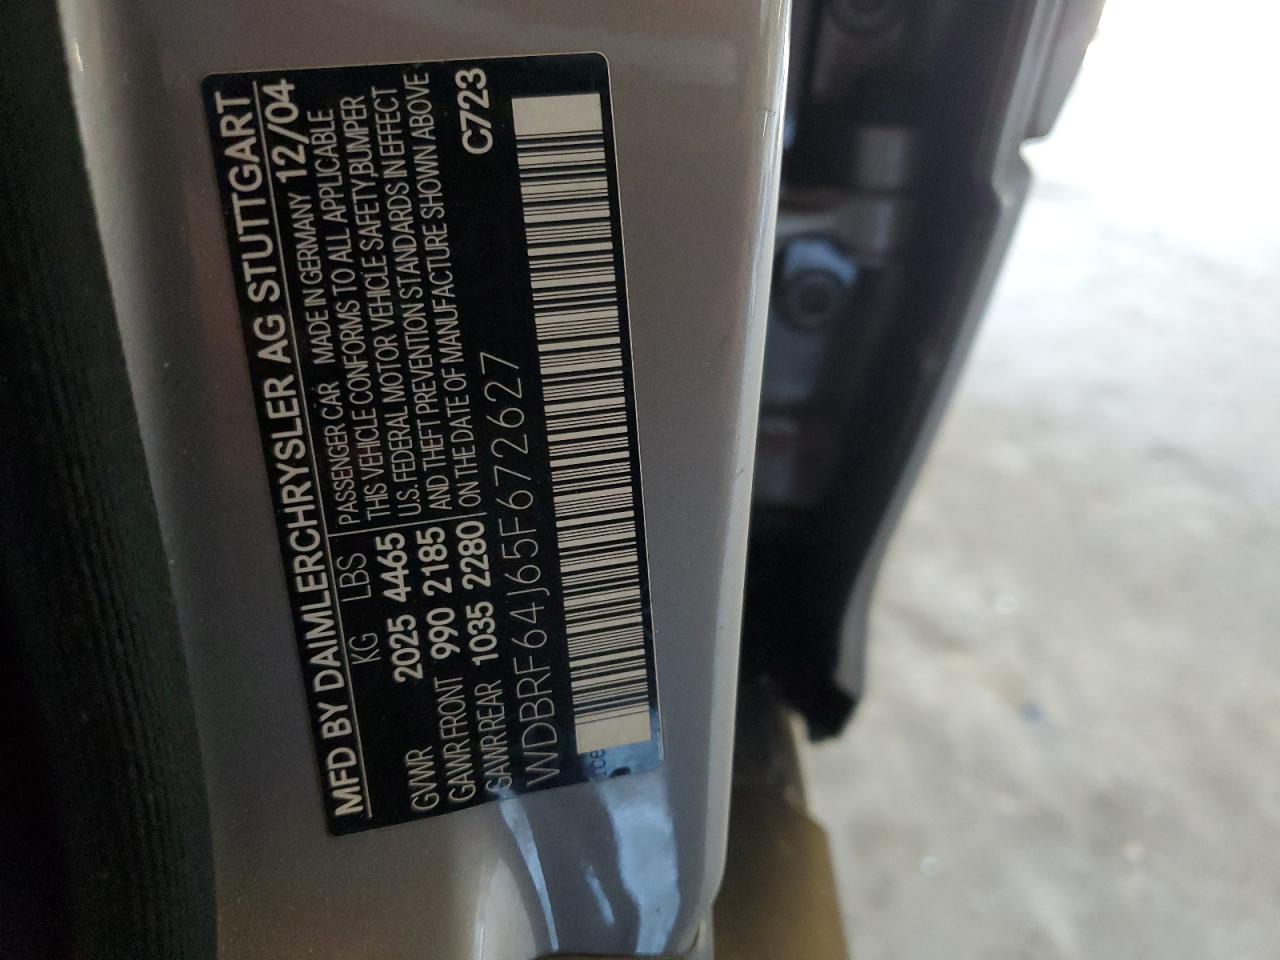 MFD BY DAIMLERCHRYSLER AG STUTTGART
KG LBS PASSENGER CAR MADE IN GERMANY 12/04
THIS VEHICLE CONFORMS TO ALL APPLICABLE
GVWR 2025 4465 U.S. FEDERAL MOTOR VEHICLE SAFETY,BUMPER
GAWR FRONT 990 2185 AND THEFT PREVENTION STANDARDS IN EFFECT
GAWR REAR 1035 2280 ON THE DATE OF MANUFACTURE SHOWN ABOVE
WDBRF64J65F672627 C723